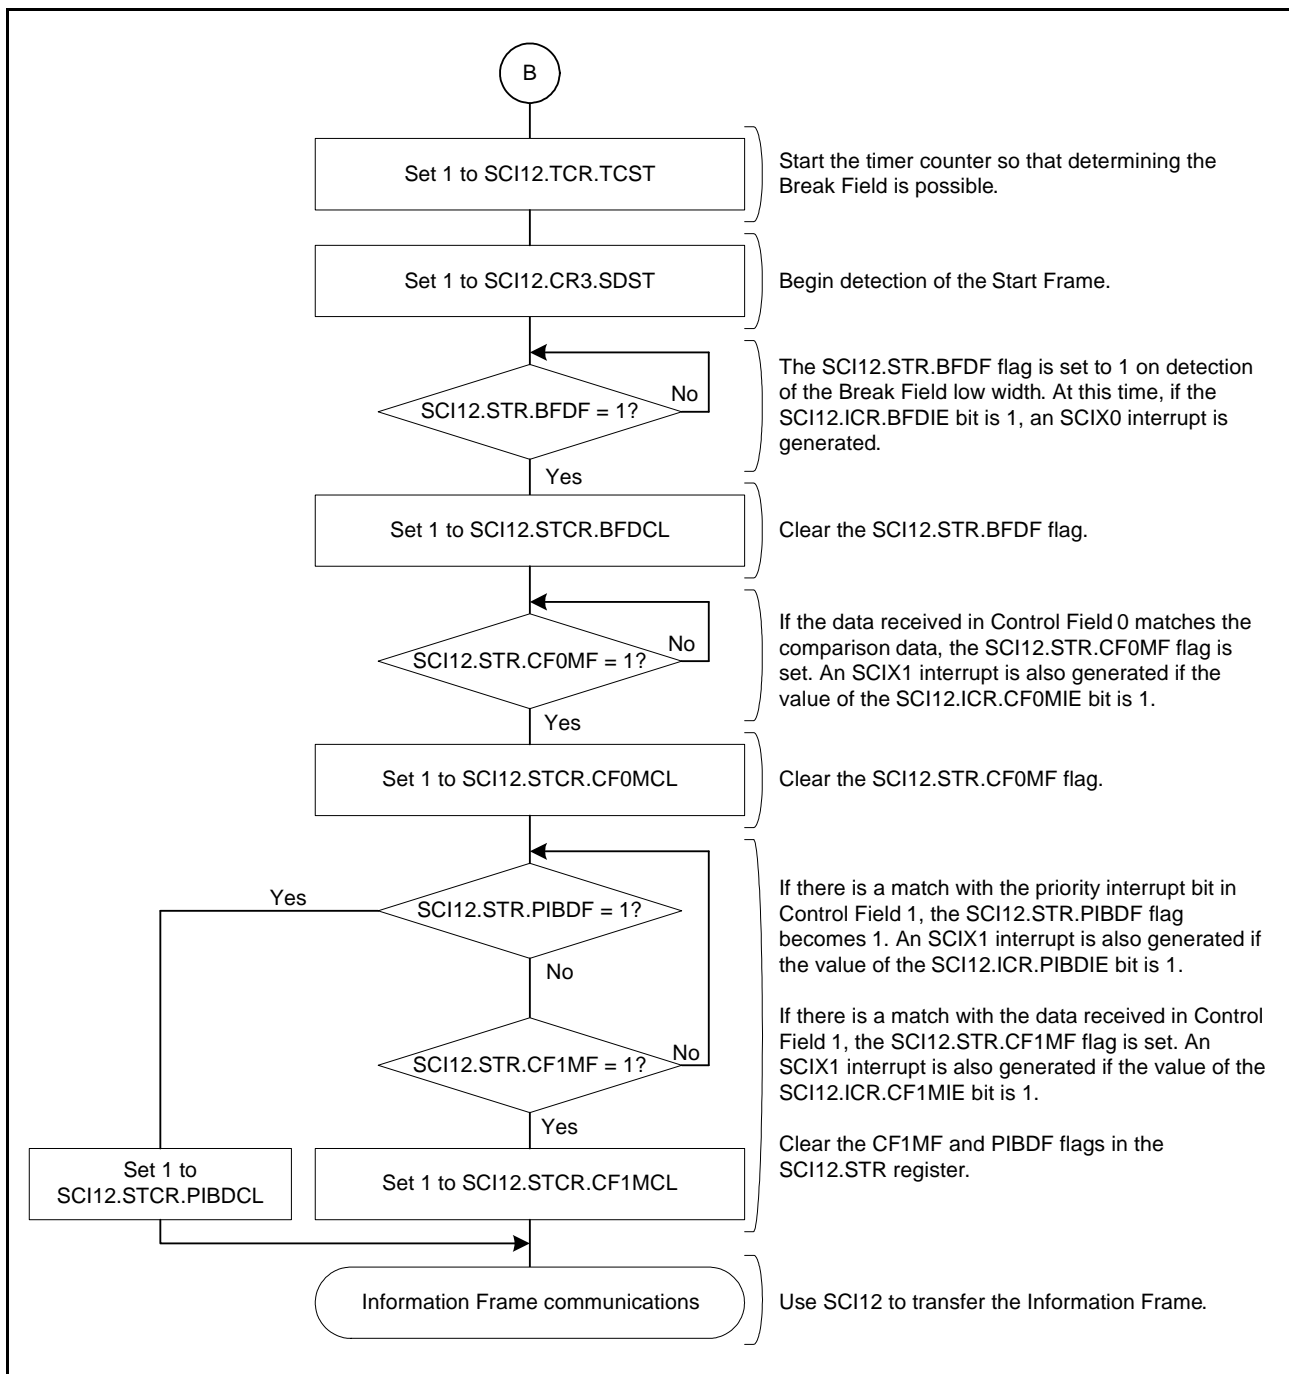 B
Set 1 to SCI12.TCR.TCST
Start the timer counter so that determining the
Break Field is possible.
Set 1 to SCI12.CR3.SDST
Begin detection of the Start Frame.
SCI12.STR.BFDF = 1?
No
Yes
The SCI12.STR.BFDF flag is set to 1 on detection
of the Break Field low width. At this time, if the
SCI12.ICR.BFDIE bit is 1, an SCIX0 interrupt is
generated.
Set 1 to SCI12.STCR.BFDCL
Clear the SCI12.STR.BFDF flag.
SCI12.STR.CF0MF = 1?
No
Yes
If the data received in Control Field 0 matches the
comparison data, the SCI12.STR.CF0MF flag is
set. An SCIX1 interrupt is also generated if the
value of the SCI12.ICR.CF0MIE bit is 1.
Set 1 to SCI12.STCR.CF0MCL
Clear the SCI12.STR.CF0MF flag.
Yes
SCI12.STR.PIBDF = 1?
No
If there is a match with the priority interrupt bit in
Control Field 1, the SCI12.STR.PIBDF flag
becomes 1. An SCIX1 interrupt is also generated if
the value of the SCI12.ICR.PIBDIE bit is 1.
SCI12.STR.CF1MF = 1?
No
Yes
If there is a match with the data received in Control
Field 1, the SCI12.STR.CF1MF flag is set. An
SCIX1 interrupt is also generated if the value of the
SCI12.ICR.CF1MIE bit is 1.
Set 1 to
SCI12.STCR.PIBDCL
Set 1 to SCI12.STCR.CF1MCL
Clear the CF1MF and PIBDF flags in the
SCI12.STR register.
Information Frame communications
Use SCI12 to transfer the Information Frame.